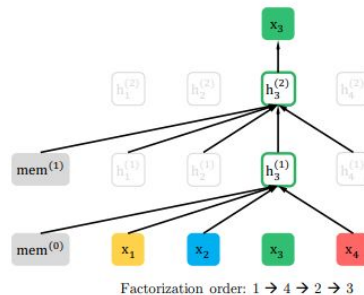 x₃
h₁⁽²⁾ h₂⁽²⁾ h₃⁽²⁾ h₄⁽²⁾
mem⁽¹⁾ h₁⁽¹⁾ h₂⁽¹⁾ h₃⁽¹⁾ h₄⁽¹⁾
mem⁽⁰⁾ x₁ x₂ x₃ x₄
Factorization order: 1 → 4 → 2 → 3